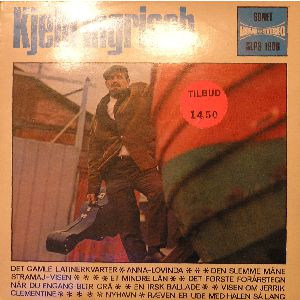 Kjeld Ingrisch
SONET
SLPS 1806
TILBUD
14.50
DET GAMLE LATINERKVARTER * ANNA-LOVINDA * * * DEN SLEMME MÅNE
STRAMAJ-VISEN * * * * ET MINDRE LÅN * * DET FØRSTE FORÅRSTEGN
NÅR DU ENGANG BLIR GRÅ * * EN IRSK BALLADE * * VISEN OM JERRIK
CLEMENTINE * * * * NYHAVN * RÆVEN ER UDE MED HALEN SÅ LANG